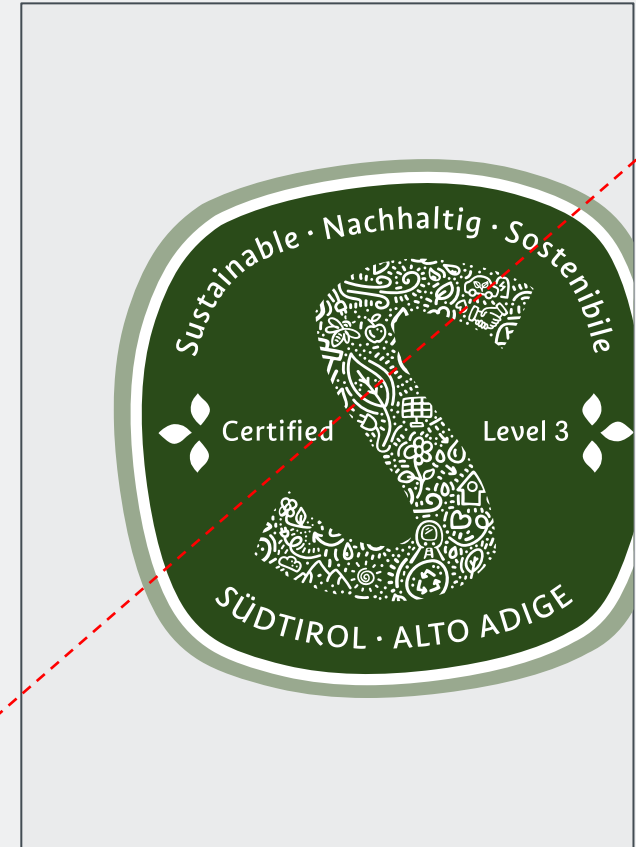 Sustainable · Nachhaltig · Sostenibile
Certified
Level 3
SÜDTIROL · ALTO ADIGE